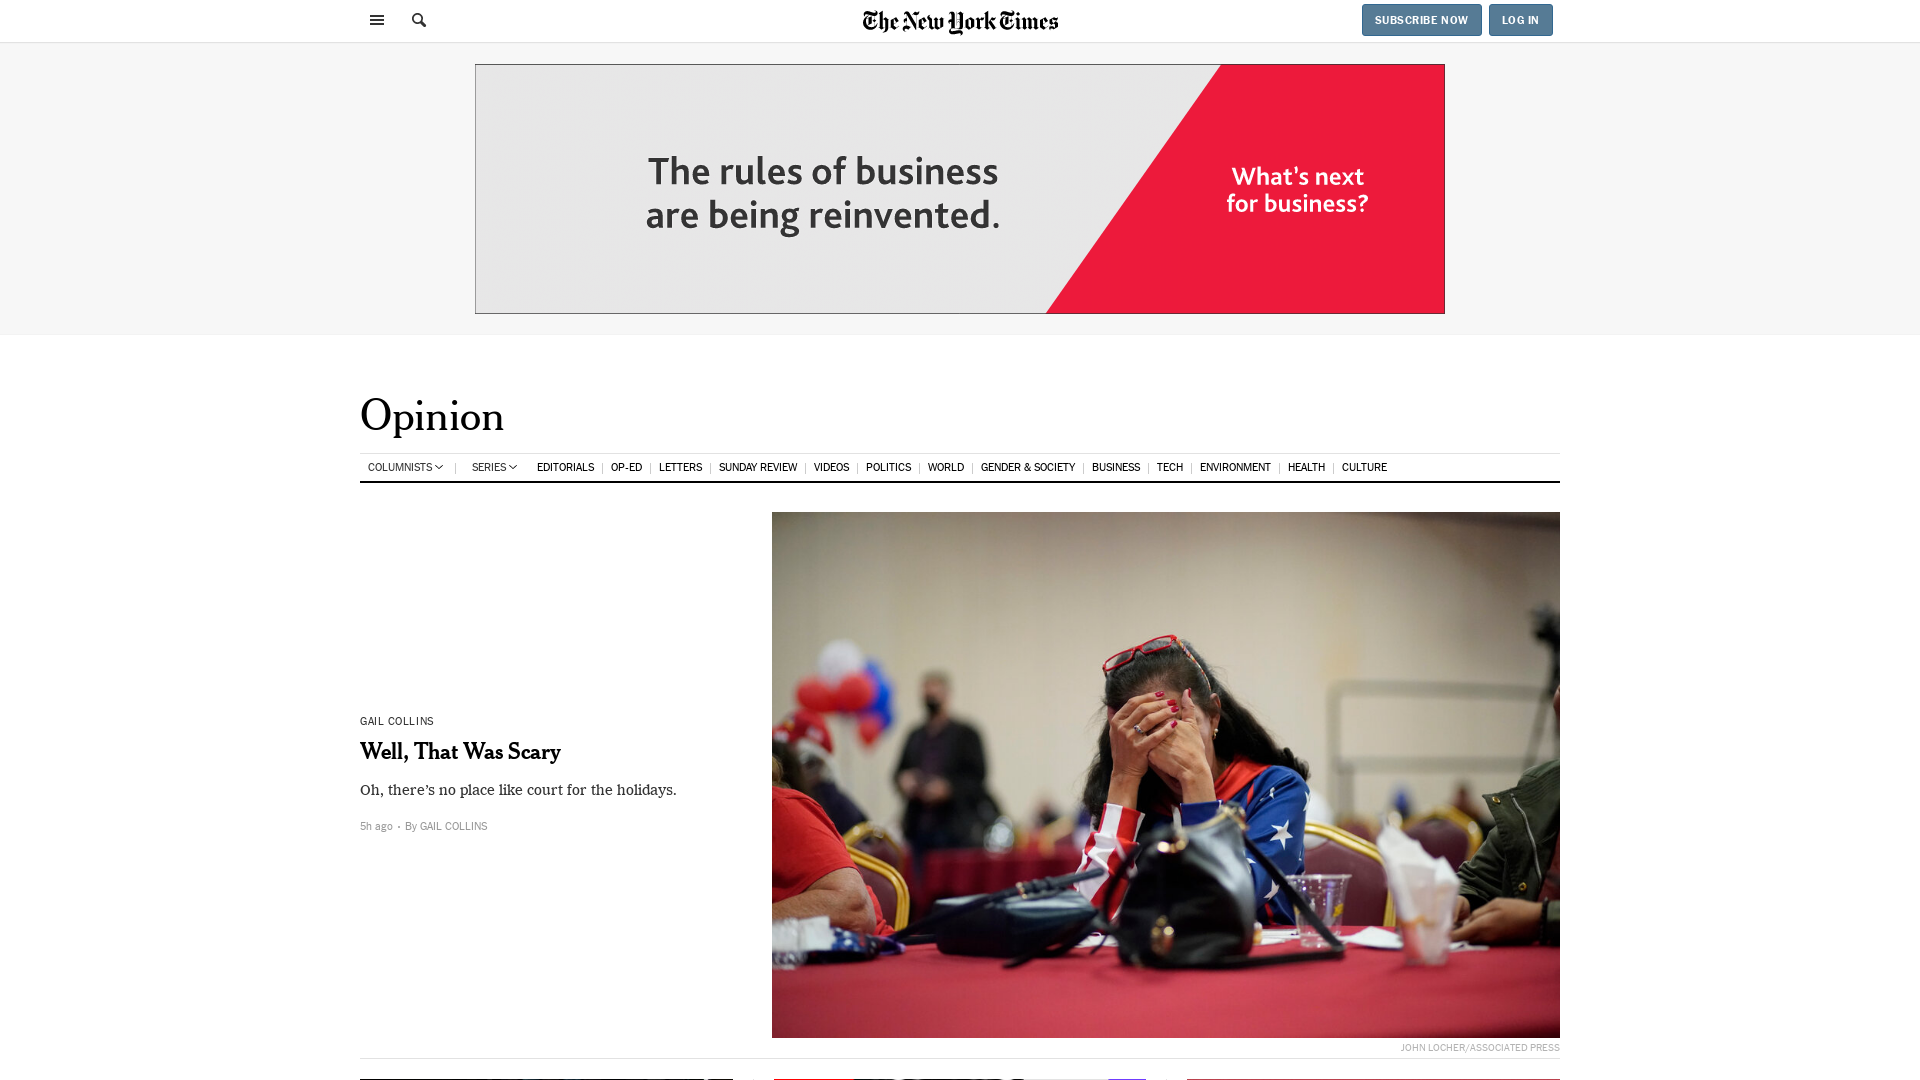 The New York Times
SUBSCRIBE NOW
LOG IN
The rules of business
are being reinvented.
What's next
for business?
Opinion
COLUMNISTS
SERIES
EDITORIALS
OP-ED
LETTERS
SUNDAY REVIEW
VIDEOS
POLITICS
WORLD
GENDER & SOCIETY
BUSINESS
TECH
ENVIRONMENT
HEALTH
CULTURE
GAIL COLLINS
Well, That Was Scary
Oh, there's no place like court for the holidays.
5h ago · By GAIL COLLINS
JOHN LOCHER/ASSOCIATED PRESS